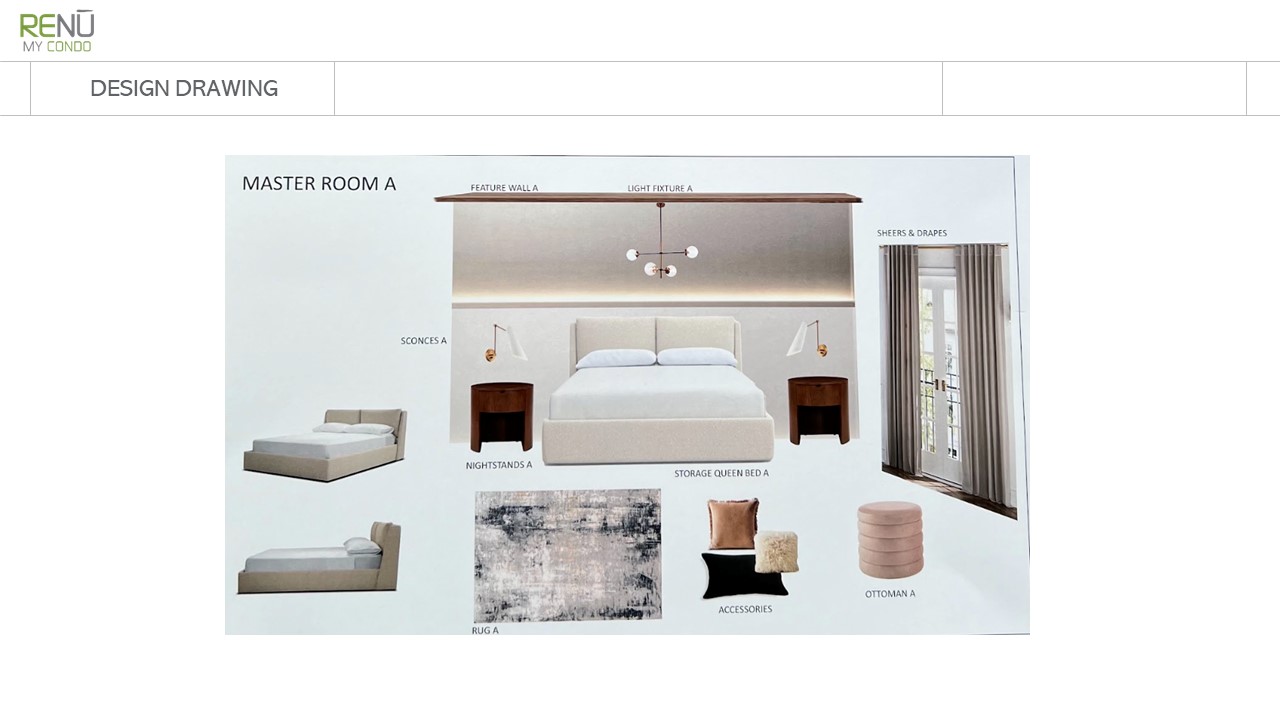 RENŪ
MY CONDO
DESIGN DRAWING
MASTER ROOM A
FEATURE WALL A
LIGHT FIXTURE A
SHEERS & DRAPES
SCONCES A
NIGHTSTANDS A
STORAGE QUEEN BED A
RUG A
ACCESSORIES
OTTOMAN A